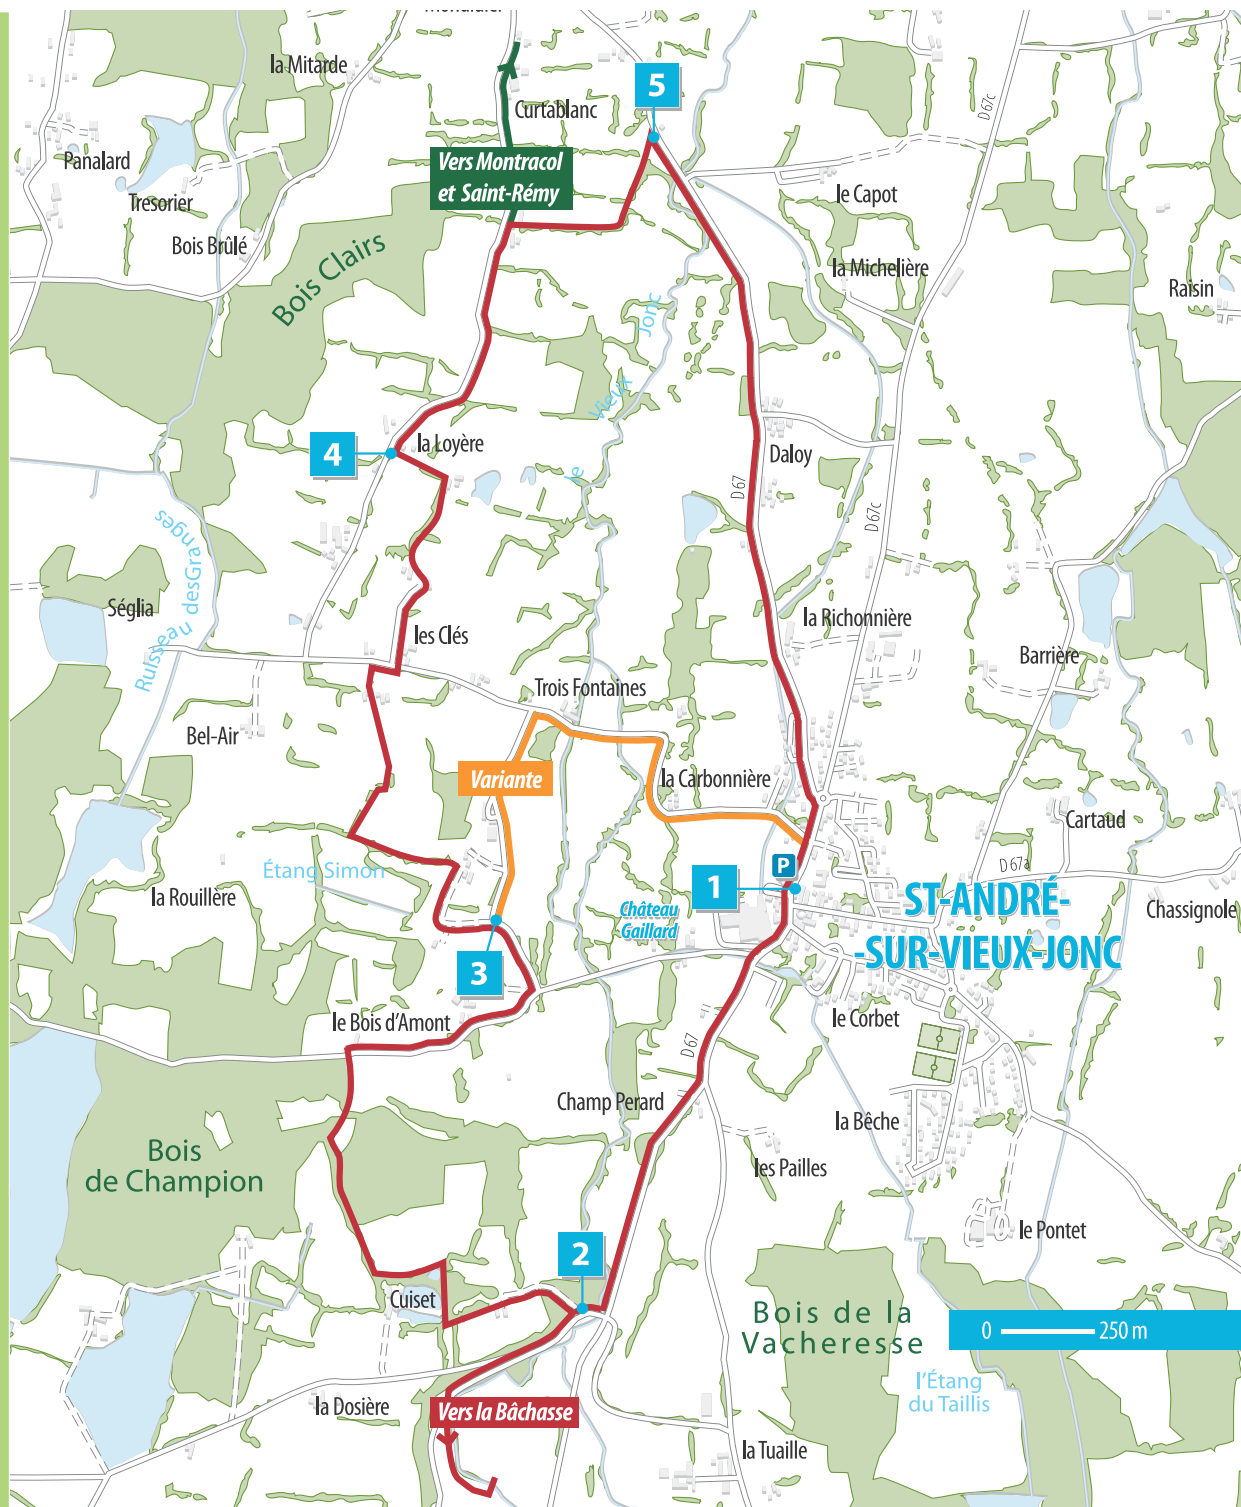 la Mitarde
5
Curtablanc
D67c
Panalard
Vers Montracol
et Saint-Rémy
Tresorier
le Capot
Bois Brûlé
Bois Clairs
la Michelière
Raisin
le Vieux Jonc
4
la Loyère
Daloy
D67
D67c
Ruisseau des Granges
Séglia
les Clés
la Richonnière
Barrière
Trois Fontaines
Bel-Air
Variante
la Carbonnière
Cartaud
P
D67a
Étang Simon
1
la Rouillère
Château
Gaillard
ST-ANDRÉ-
-SUR-VIEUX-JONC
Chassignole
3
le Bois d'Amont
le Corbet
D67
Champ Perard
la Bêche
Bois
de Champion
les Pailles
le Pontet
2
Cuiset
Bois de la
Vacheresse
0 250 m
l'Étang
du Taillis
la Dosière
Vers la Bâchasse
la Tuaille